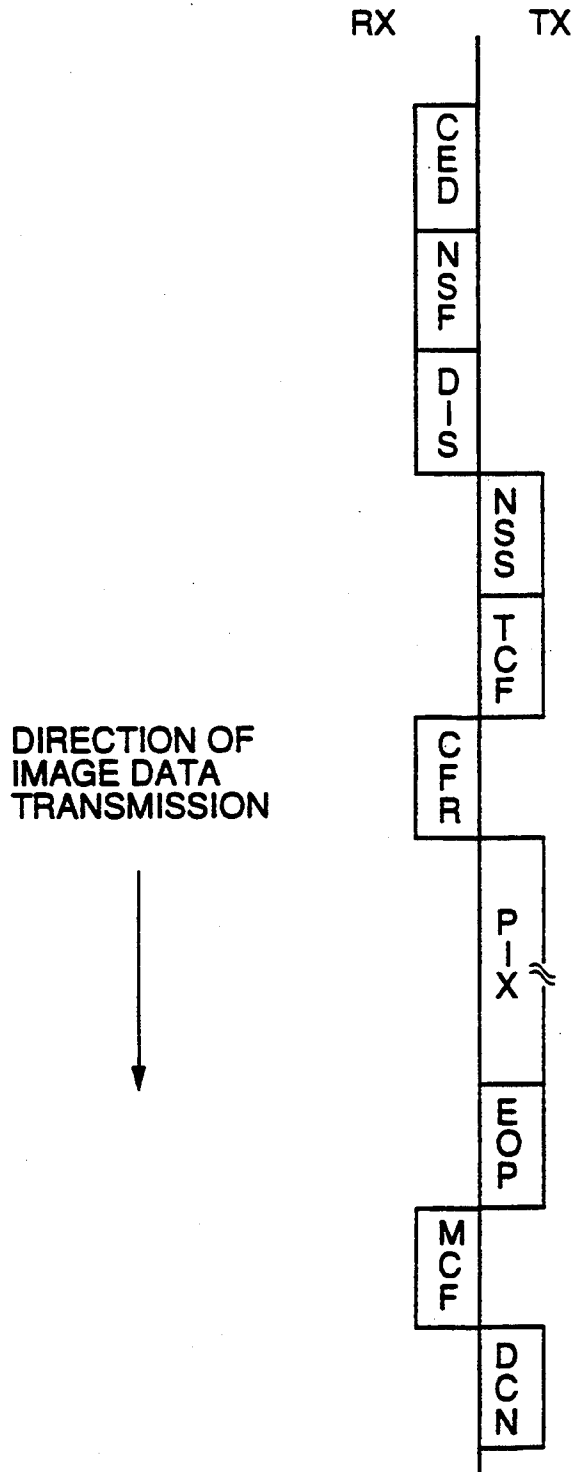 RX TX
CED
NSF
DIS
NSS
TCF
CFR
DIRECTION OF
IMAGE DATA
TRANSMISSION
PIX
EOP
MCF
DCN